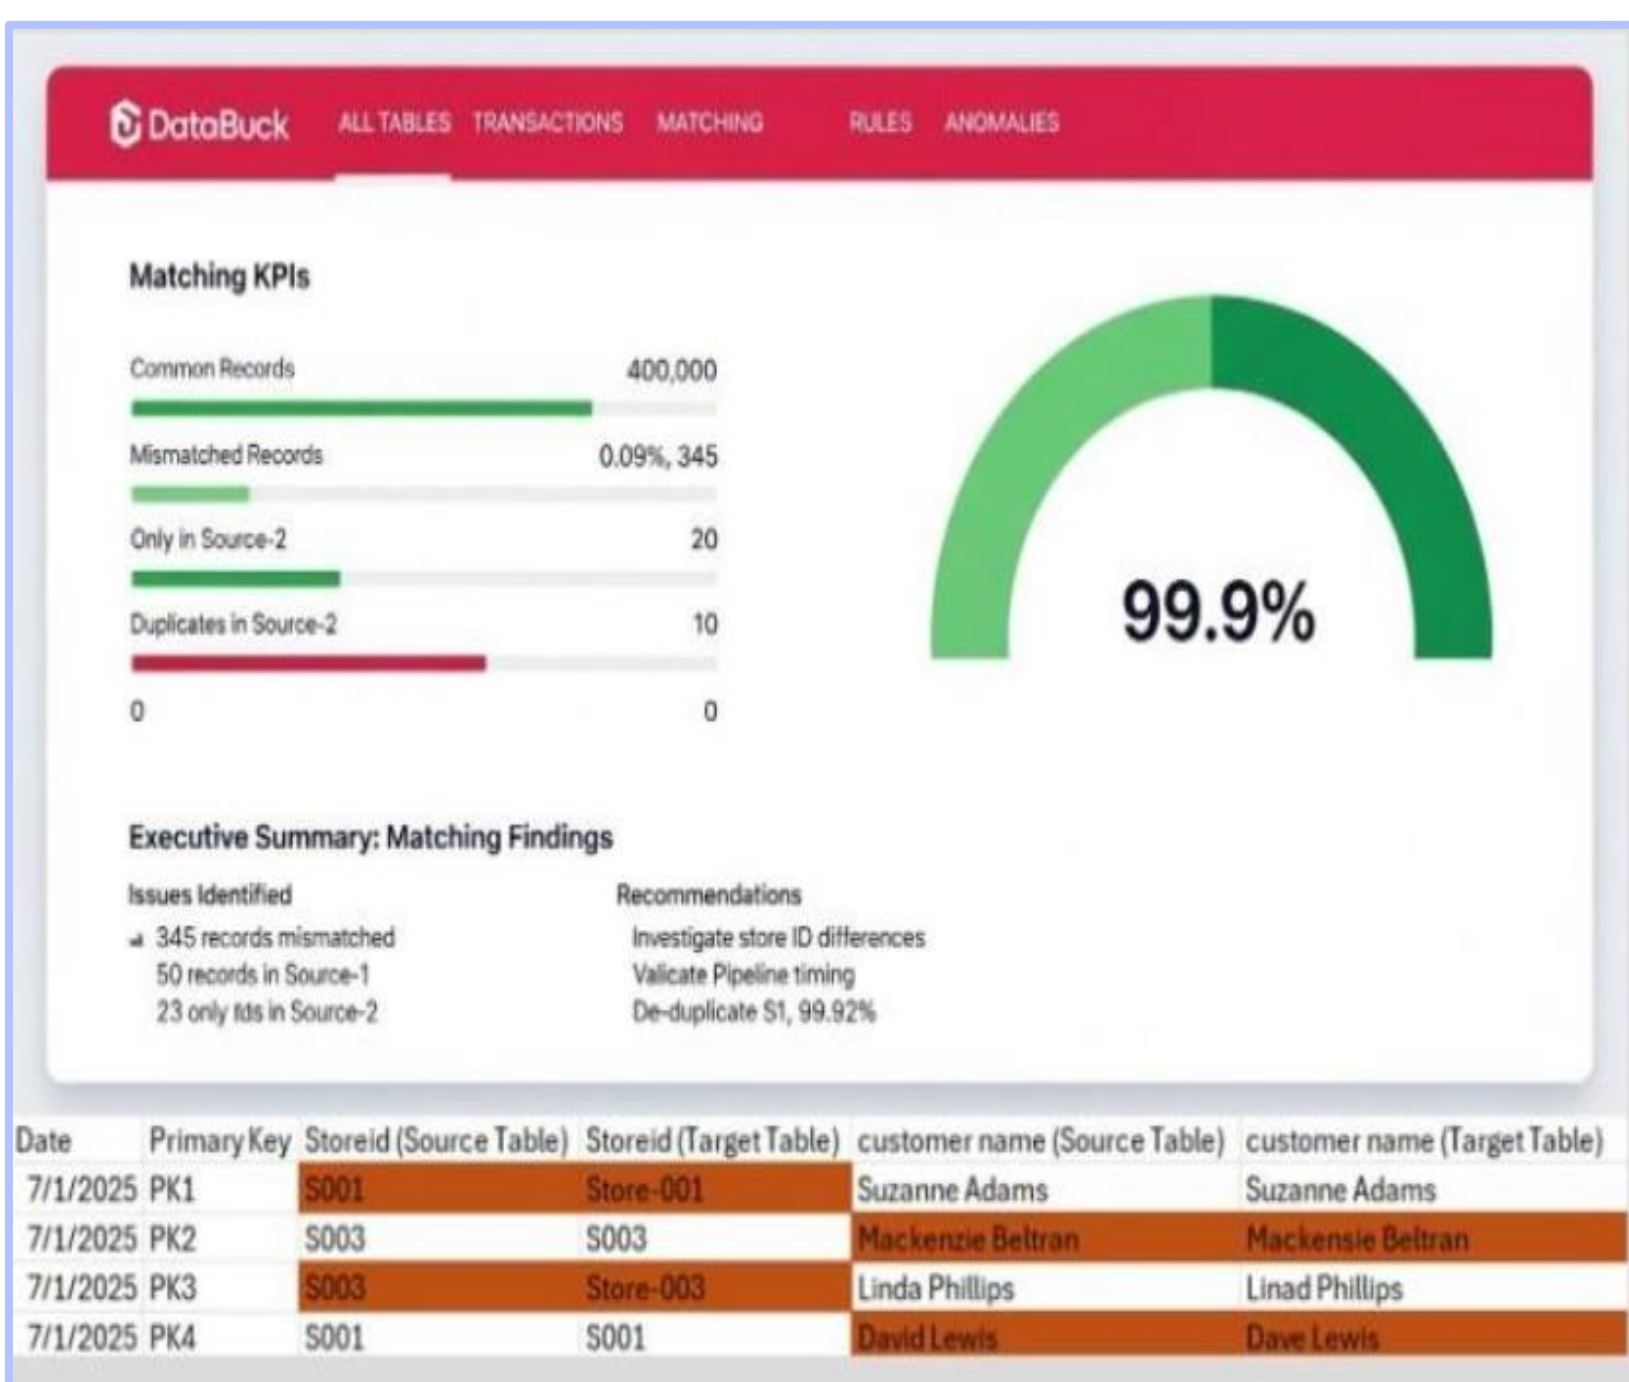 DataBuck ALL TABLES TRANSACTIONS MATCHING RULES ANOMALIES
Matching KPIs
Common Records 400,000
Mismatched Records 0.09%, 345
Only in Source-2 20
Duplicates in Source-2 10
0 0
99.9%
Executive Summary: Matching Findings
Issues Identified Recommendations
345 records mismatched Investigate store ID differences
50 records in Source-1 Valicate Pipeline timing
23 only fds in Source-2 De-duplicate S1, 99.92%
Date Primary Key Storeid (Source Table) Storeid (Target Table) customer name (Source Table) customer name (Target Table)
7/1/2025 PK1 S001 Store-001 Suzanne Adams Suzanne Adams
7/1/2025 PK2 S003 S003 Mackenzie Beltran Mackensie Beltran
7/1/2025 PK3 S003 Store-003 Linda Phillips Linad Phillips
7/1/2025 PK4 S001 S001 David Lewis Dave Lewis